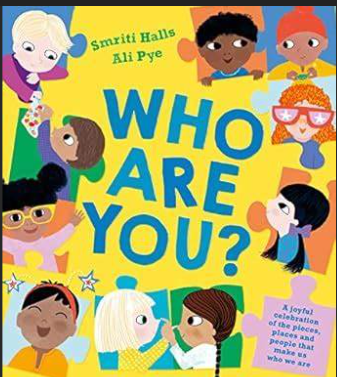 Smriti Halls
Ali Pye
WHO
ARE
YOU?
A joyful
celebration
of the pieces,
places and
people that
make us
who we are